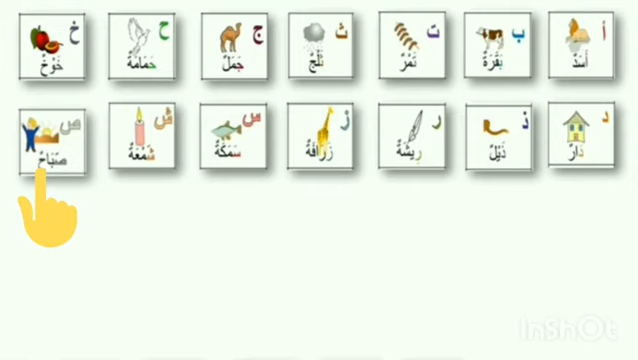 أ
أَسَدٌ
ب
بَقَرَةٌ
ت
تَمْرٌ
ث
ثَلْجٌ
ج
جَمَلٌ
ح
حَمَامَةٌ
خ
خَوْخٌ
د
دَارٌ
ذ
ذَيْلٌ
ر
رِيشَةٌ
ز
زَرَافَةٌ
س
سَمَكَةٌ
ش
شَمْعَةٌ
ص
صَبَاحٌ
InShOt